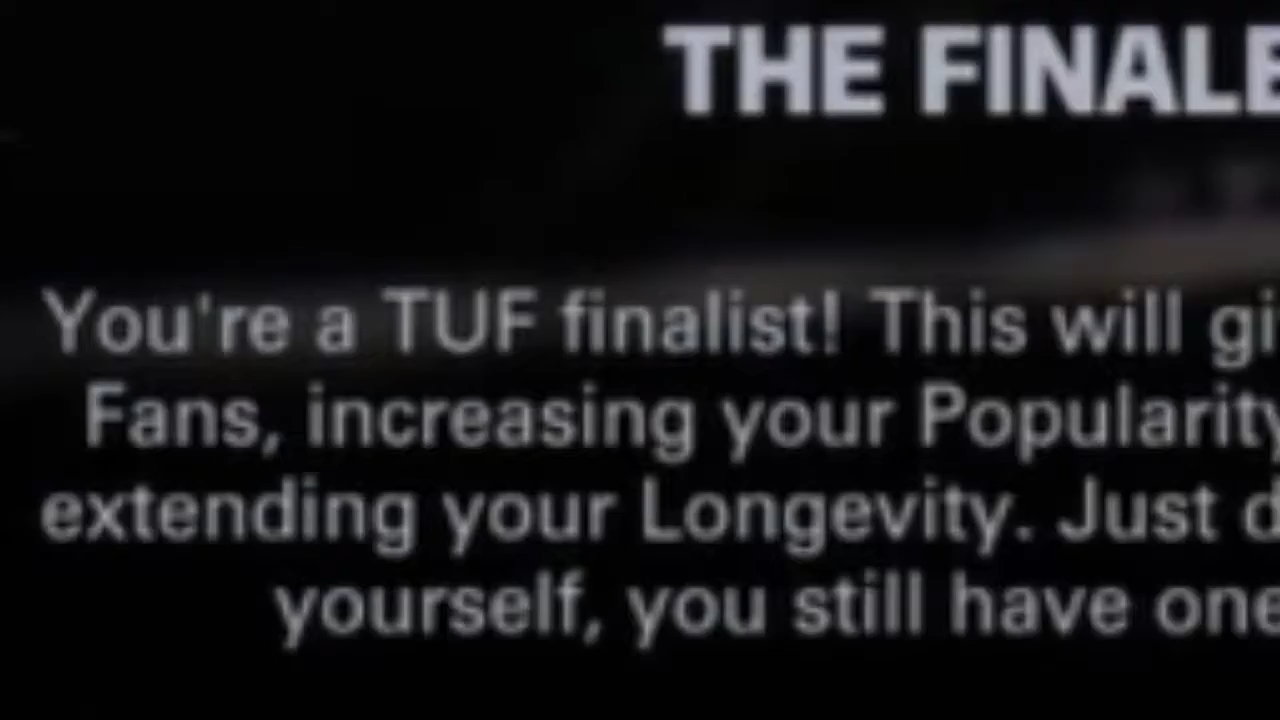 THE FINALE
You're a TUF finalist! This will gi
Fans, increasing your Popularity
extending your Longevity. Just d
yourself, you still have one